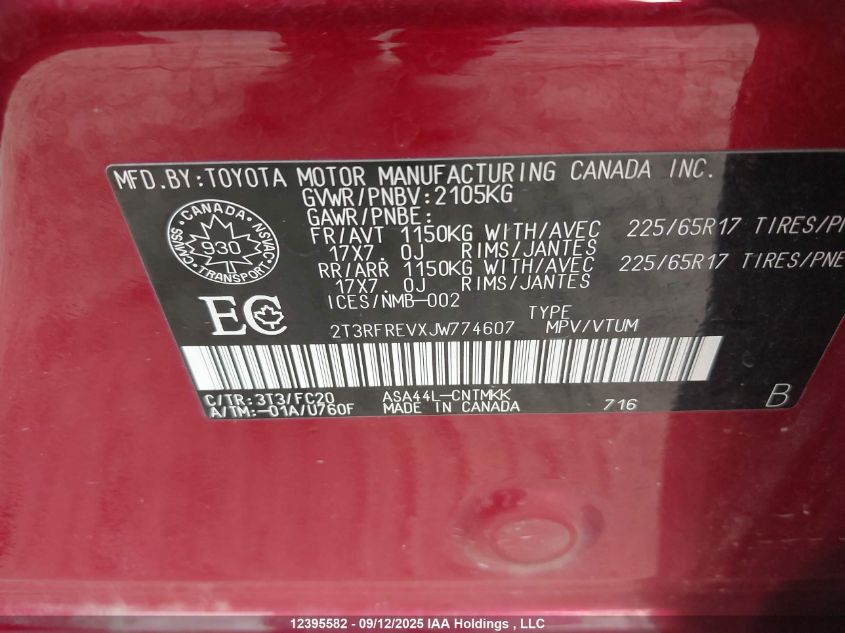 MFD.BY:TOYOTA MOTOR MANUFACTURING CANADA INC.
GVWR/PNBV:2105KG
GAWR/PNBE:
FR/AVT 1150KG WITH/AVEC 225/65R17 TIRES/
17X7.0J RIMS/JANTES
RR/ARR 1150KG WITH/AVEC 225/65R17 TIRES/PNE
17X7.0J RIMS/JANTES
ICES/NMB-002
CANADA
CMVSS NSVAC
930
TRANSPORT
EC
TYPE
2T3RFREVXJW774607 MPV/VTUM
C/TR:3T3/FC20 ASA44L-CNTMKK
A/TM:-01A/U760F MADE IN CANADA 716 B
12395582 - 09/12/2025 IAA Holdings , LLC